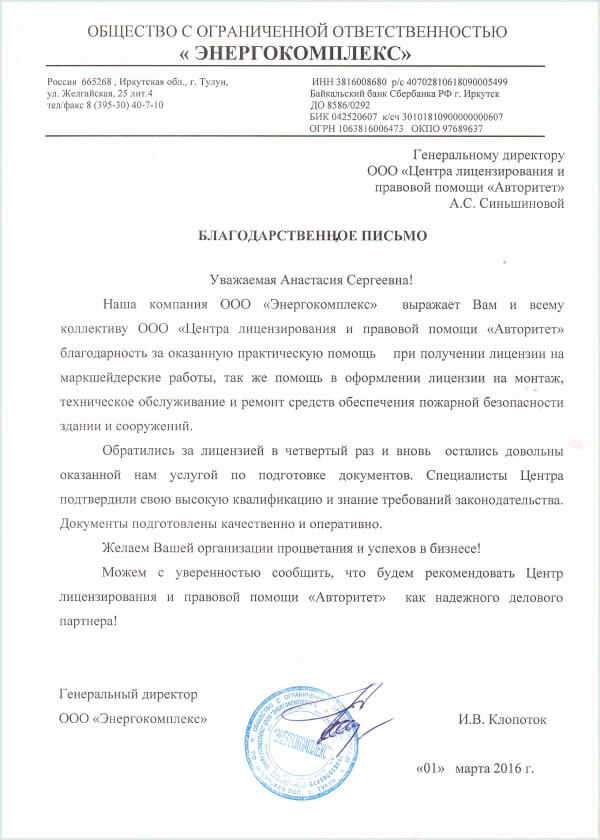 ОБЩЕСТВО С ОГРАНИЧЕННОЙ ОТВЕТСТВЕННОСТЬЮ
« ЭНЕРГОКОМПЛЕКС»
Россия 665268 , Иркутская обл., г. Тулун,
ул. Желгайская, 25 лит.4
тел/факс 8 (395-30) 40-7-10
ИНН 3816008680 р/с 40702810618090005499
Байкальский банк Сбербанка РФ г. Иркутск
ДО 8586/0292
БИК 042520607 к/сч 30101810900000000607
ОГРН 1063816006473 ОКПО 97689637
Генеральному директору
ООО «Центра лицензирования и
правовой помощи «Авторитет»
А.С. Синьшиновой
БЛАГОДАРСТВЕННОЕ ПИСЬМО
Уважаемая Анастасия Сергеевна!
Наша компания ООО «Энергокомплекс» выражает Вам и всему
коллективу ООО «Центра лицензирования и правовой помощи «Авторитет»
благодарность за оказанную практическую помощь при получении лицензии на
маркшейдерские работы, так же помощь в оформлении лицензии на монтаж,
техническое обслуживание и ремонт средств обеспечения пожарной безопасности
здании и сооружений.
Обратились за лицензией в четвертый раз и вновь остались довольны
оказанной нам услугой по подготовке документов. Специалисты Центра
подтвердили свою высокую квалификацию и знание требований законодательства.
Документы подготовлены качественно и оперативно.
Желаем Вашей организации процветания и успехов в бизнесе!
Можем с уверенностью сообщить, что будем рекомендовать Центр
лицензирования и правовой помощи «Авторитет» как надежного делового
партнера!
Генеральный директор
ООО «Энергокомплекс»
И.В. Клопоток
"ЭНЕРГОКОМПЛЕКС"
«01» марта 2016 г.